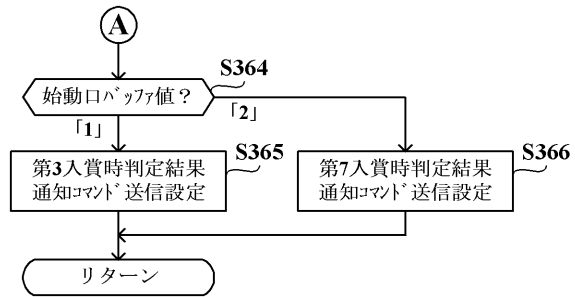 A
S364
始動口ﾊﾞｯﾌｧ値？
「1」
「2」
S365
第3入賞時判定結果
通知ｺﾏﾝﾄﾞ送信設定
S366
第7入賞時判定結果
通知ｺﾏﾝﾄﾞ送信設定
リターン